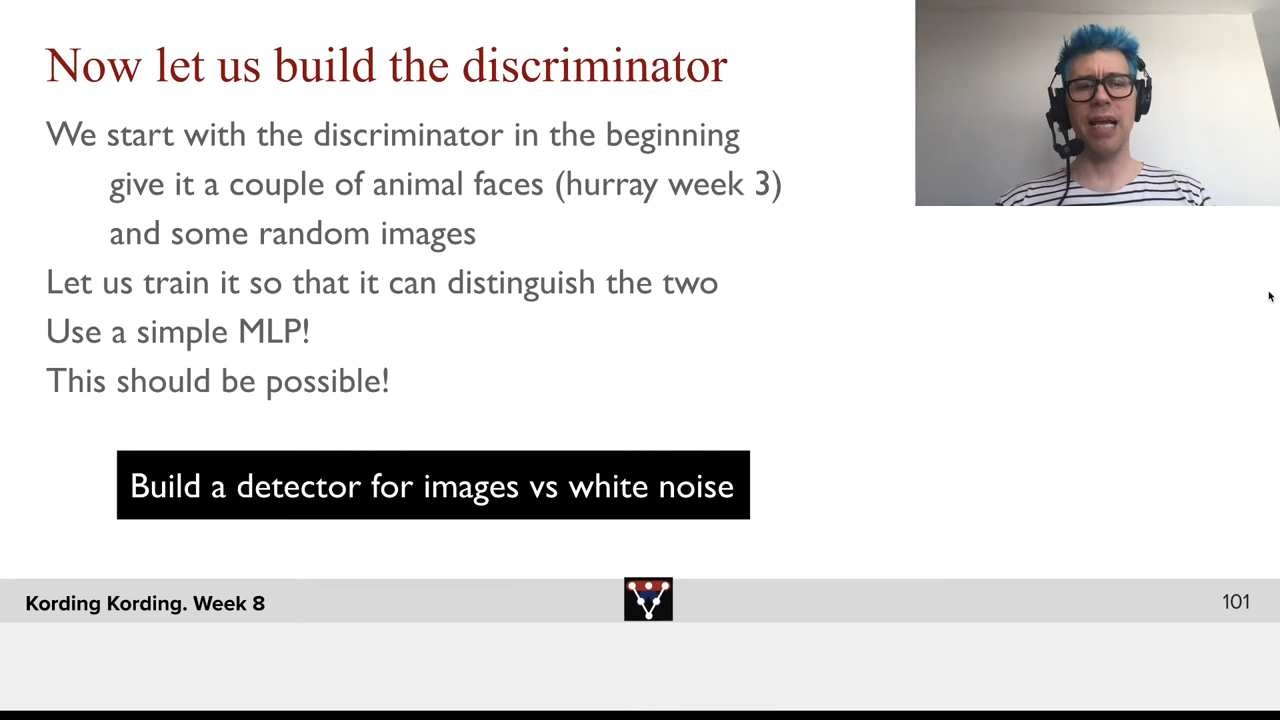 Now let us build the discriminator
We start with the discriminator in the beginning
give it a couple of animal faces (hurray week 3)
and some random images
Let us train it so that it can distinguish the two
Use a simple MLP!
This should be possible!
Build a detector for images vs white noise
Kording Kording. Week 8
101